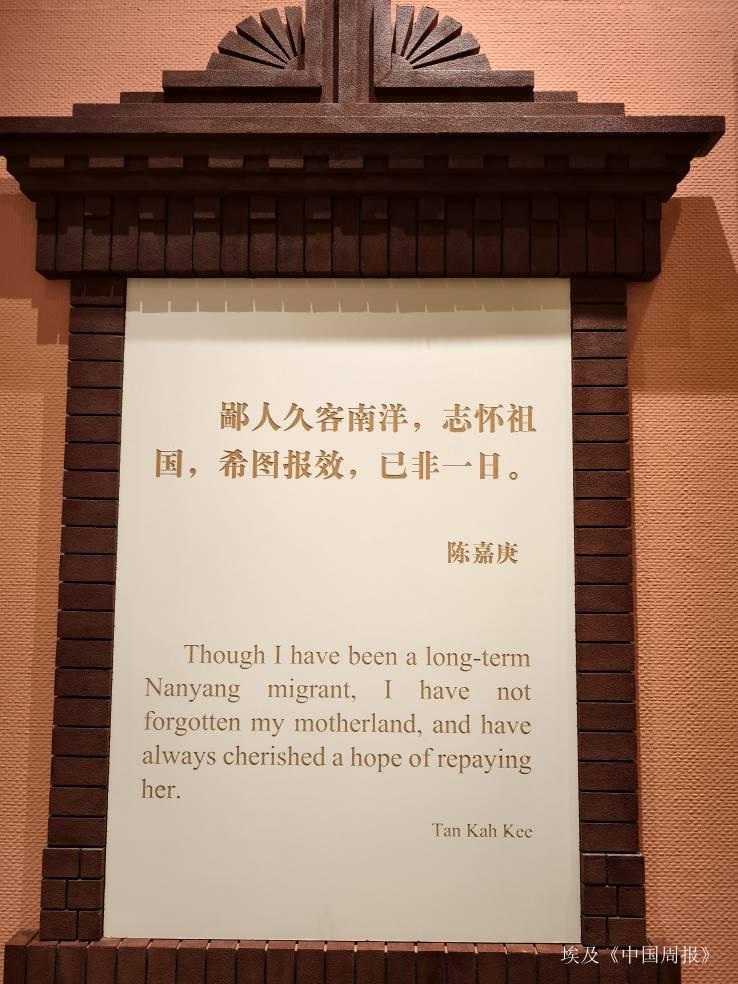 鄙人久客南洋，志怀祖
国，希图报效，已非一日。
陈嘉庚
Though I have been a long-term
Nanyang migrant, I have not
forgotten my motherland, and have
always cherished a hope of repaying
her.
Tan Kah Kee
埃及《中国周报》